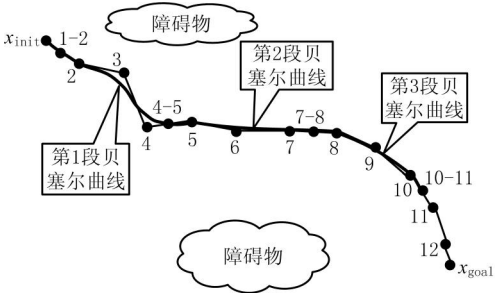 障碍物
x_init
1-2
2
3
第2段贝
塞尔曲线
第3段贝
塞尔曲线
4-5
7-8
4
5
6
7
8
9
第1段贝
塞尔曲线
10
10-11
11
障碍物
12
x_goal